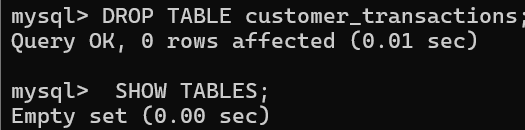 mysql> DROP TABLE customer_transactions;
Query OK, 0 rows affected (0.01 sec)
mysql>  SHOW TABLES;
Empty set (0.00 sec)